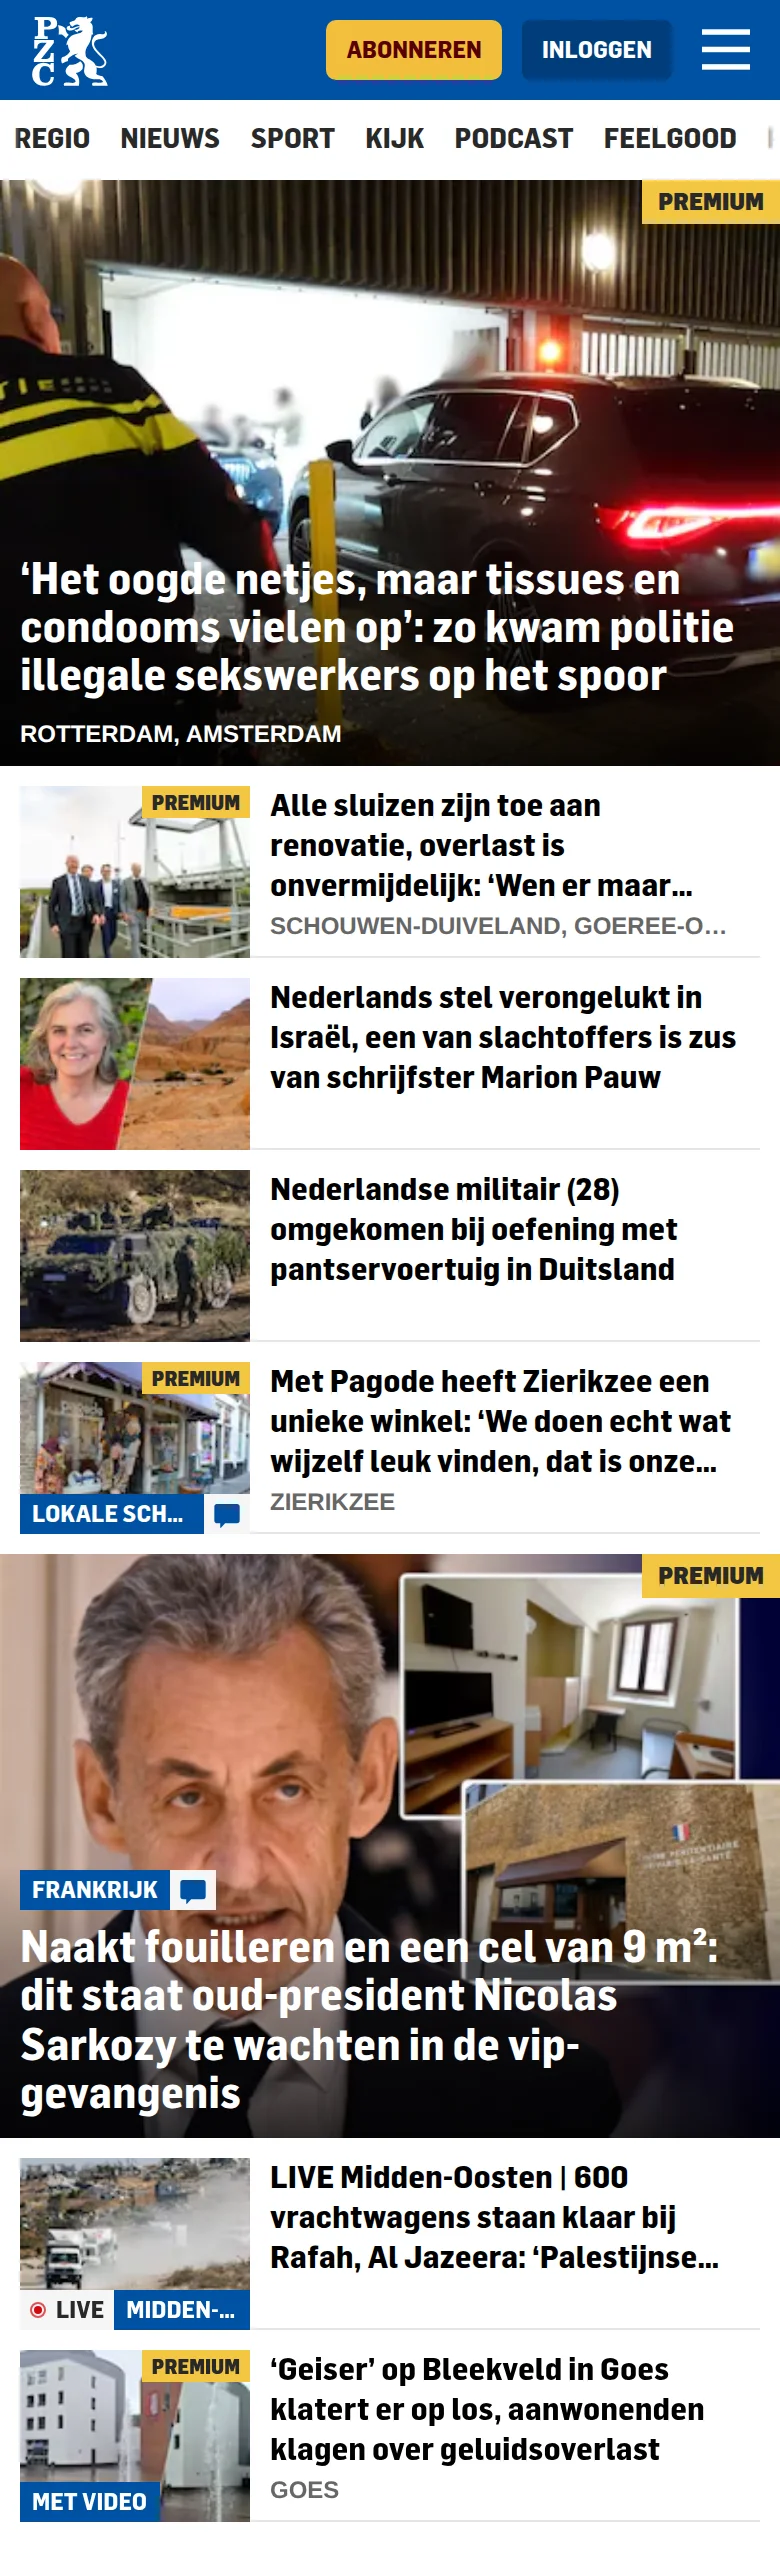 PZC
ABONNEREN
INLOGGEN
REGIO NIEUWS SPORT KIJK PODCAST FEELGOOD
PREMIUM
‘Het oogde netjes, maar tissues en
condooms vielen op’: zo kwam politie
illegale sekswerkers op het spoor
ROTTERDAM, AMSTERDAM
PREMIUM
Alle sluizen zijn toe aan
renovatie, overlast is
onvermijdelijk: ‘Wen er maar...
SCHOUWEN-DUIVELAND, GOEREE-O...
Nederlands stel verongelukt in
Israël, een van slachtoffers is zus
van schrijfster Marion Pauw
Nederlandse militair (28)
omgekomen bij oefening met
pantservoertuig in Duitsland
PREMIUM
LOKALE SCH...
Met Pagode heeft Zierikzee een
unieke winkel: ‘We doen echt wat
wijzelf leuk vinden, dat is onze...
ZIERIKZEE
PREMIUM
FRANKRIJK
Naakt fouilleren en een cel van 9 m²:
dit staat oud-president Nicolas
Sarkozy te wachten in de vip-
gevangenis
LIVE MIDDEN-...
LIVE Midden-Oosten | 600
vrachtwagens staan klaar bij
Rafah, Al Jazeera: ‘Palestijnse...
PREMIUM
MET VIDEO
‘Geiser’ op Bleekveld in Goes
klatert er op los, aanwonenden
klagen over geluidsoverlast
GOES